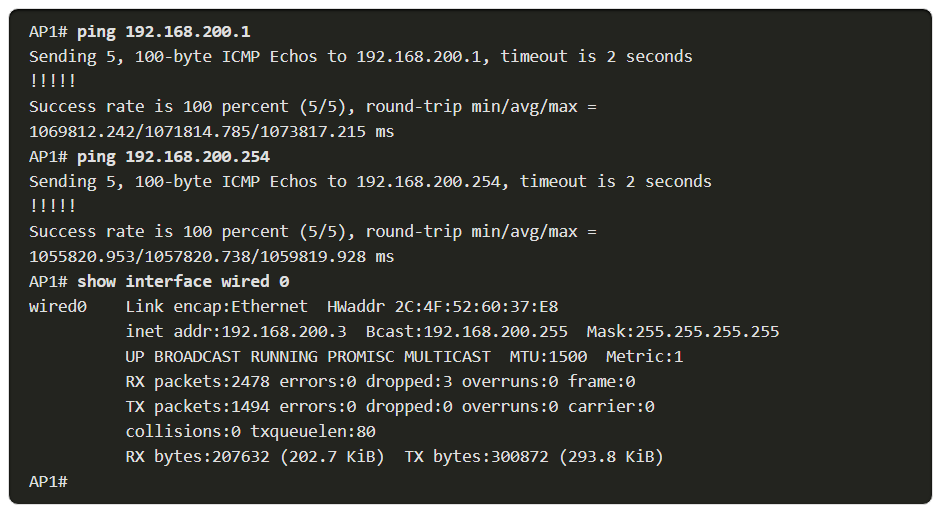 AP1# ping 192.168.200.1
Sending 5, 100-byte ICMP Echos to 192.168.200.1, timeout is 2 seconds
!!!!!
Success rate is 100 percent (5/5), round-trip min/avg/max =
1069812.242/1071814.785/1073817.215 ms
AP1# ping 192.168.200.254
Sending 5, 100-byte ICMP Echos to 192.168.200.254, timeout is 2 seconds
!!!!!
Success rate is 100 percent (5/5), round-trip min/avg/max =
1055820.953/1057820.738/1059819.928 ms
AP1# show interface wired 0
wired0    Link encap:Ethernet  HWaddr 2C:4F:52:60:37:E8
          inet addr:192.168.200.3  Bcast:192.168.200.255  Mask:255.255.255.255
          UP BROADCAST RUNNING PROMISC MULTICAST  MTU:1500  Metric:1
          RX packets:2478 errors:0 dropped:3 overruns:0 frame:0
          TX packets:1494 errors:0 dropped:0 overruns:0 carrier:0
          collisions:0 txqueuelen:80
          RX bytes:207632 (202.7 KiB)  TX bytes:300872 (293.8 KiB)
AP1#